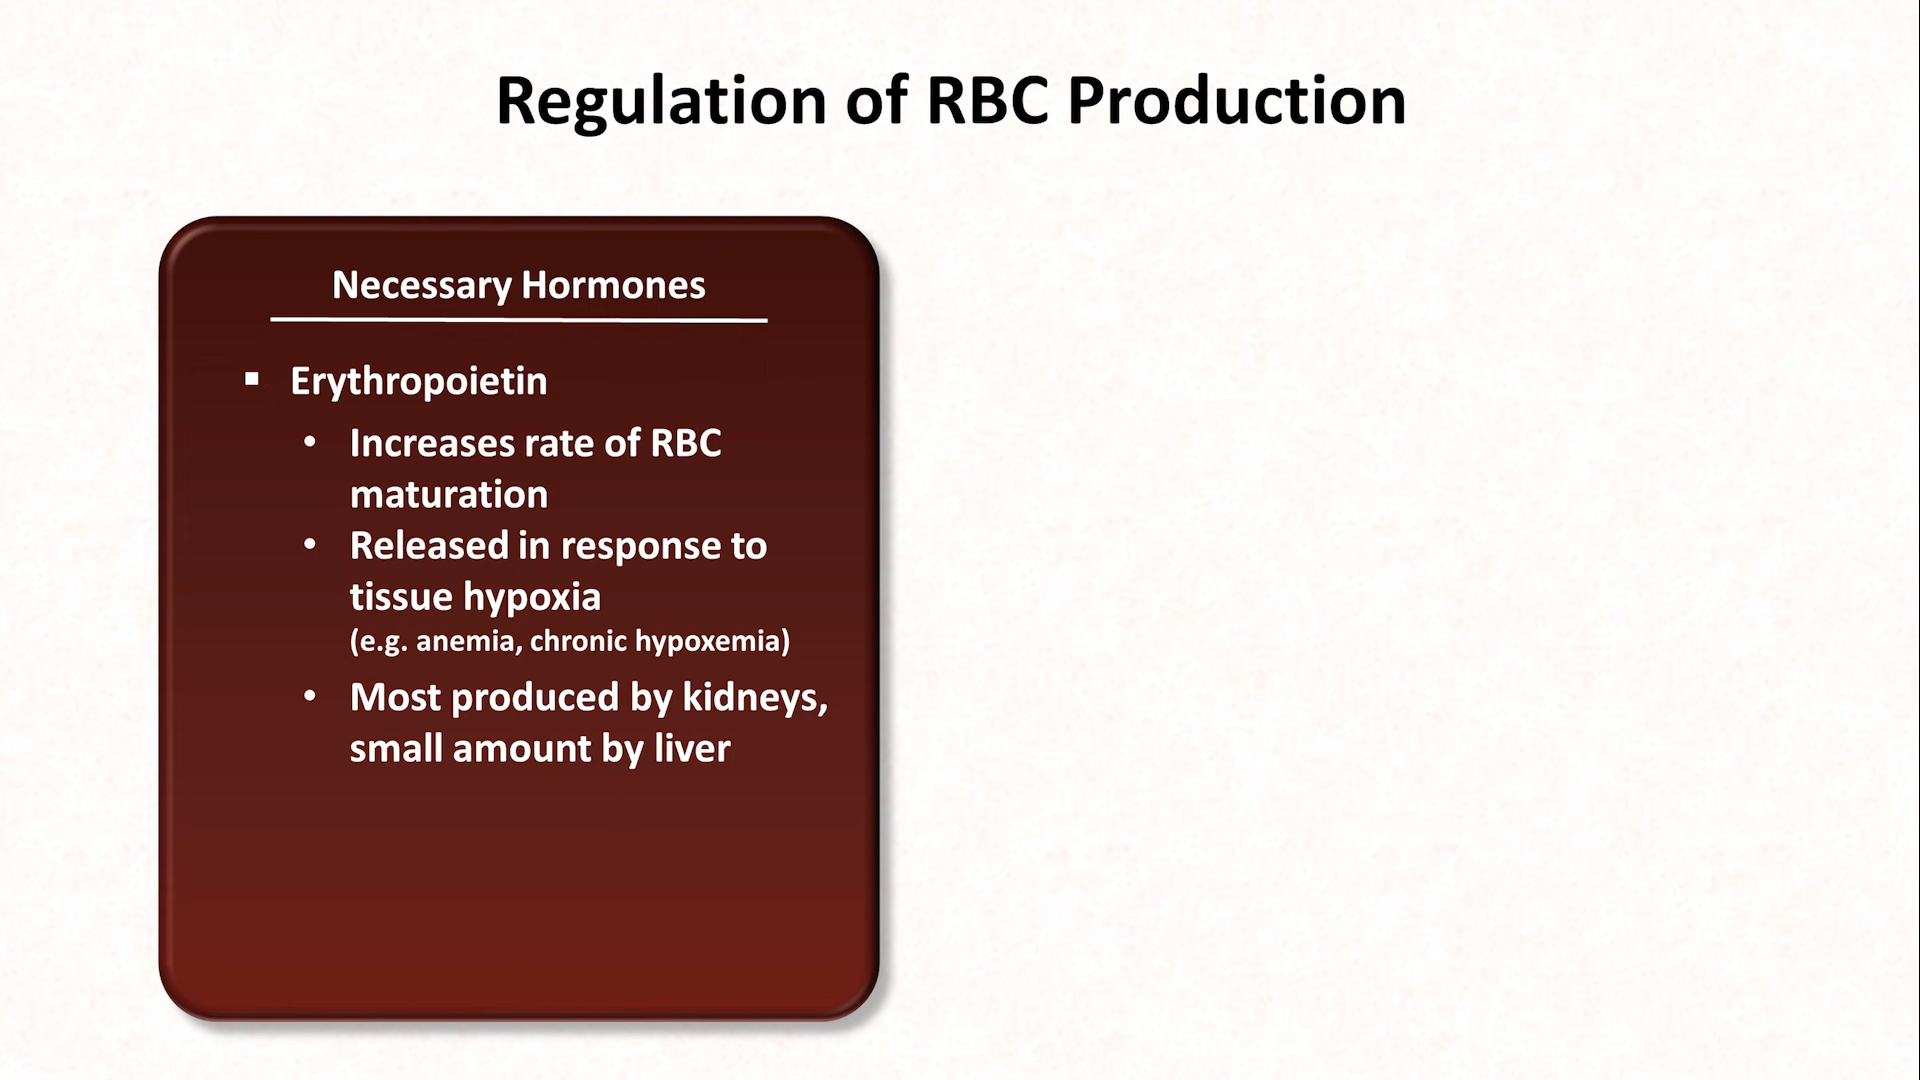 Regulation of RBC Production
Necessary Hormones
▪ Erythropoietin
• Increases rate of RBC
maturation
• Released in response to
tissue hypoxia
(e.g. anemia, chronic hypoxemia)
• Most produced by kidneys,
small amount by liver